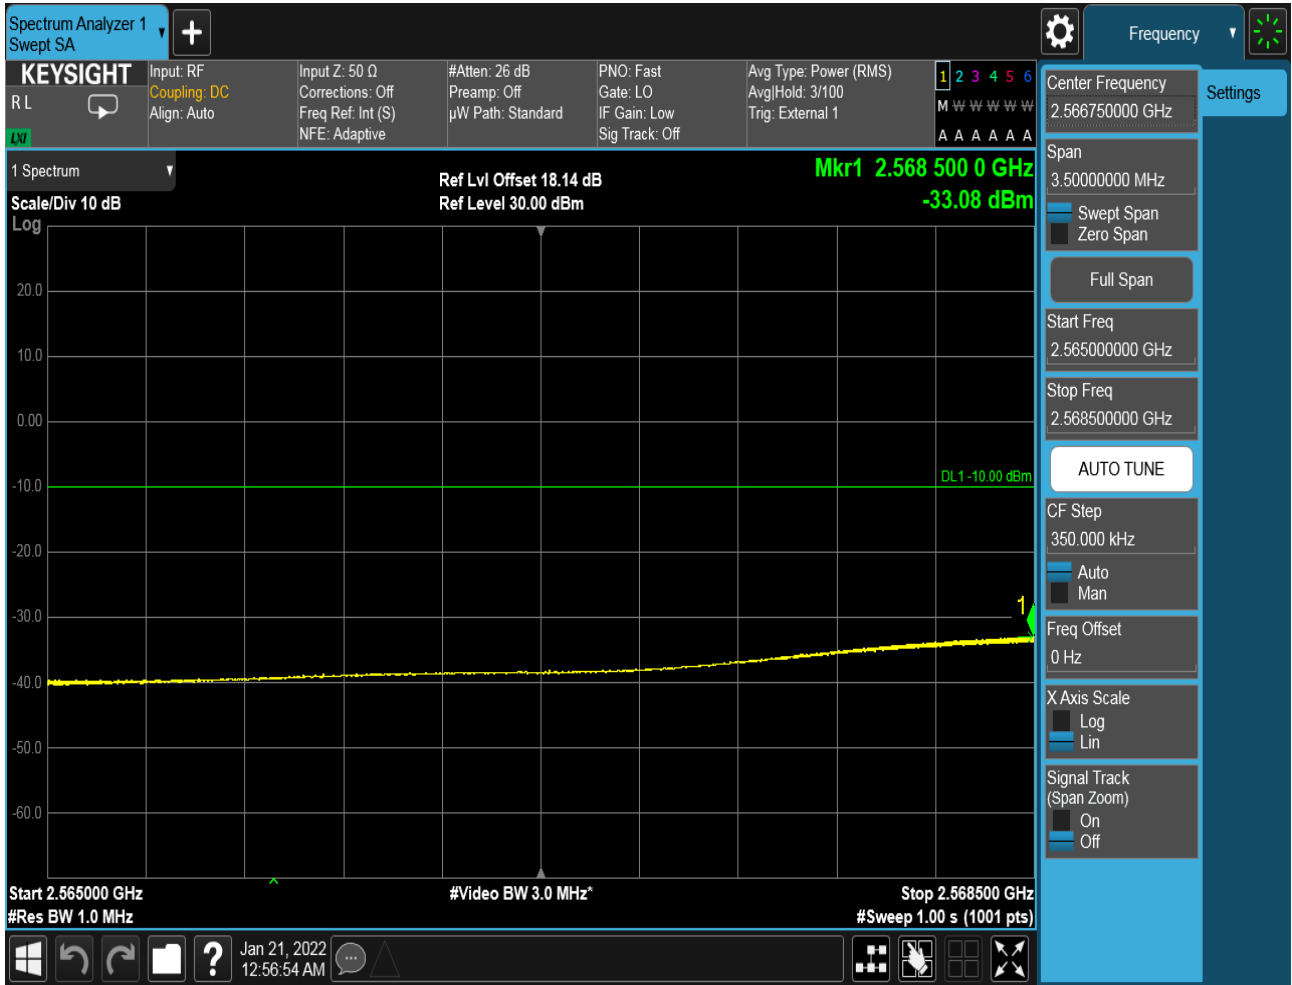 Spectrum Analyzer 1
Swept SA
Frequency
KEYSIGHT
R L
LXI
Input: RF
Coupling: DC
Align: Auto
Input Z: 50 Ω
Corrections: Off
Freq Ref: Int (S)
NFE: Adaptive
#Atten: 26 dB
Preamp: Off
µW Path: Standard
PNO: Fast
Gate: LO
IF Gain: Low
Sig Track: Off
Avg Type: Power (RMS)
Avg|Hold: 3/100
Trig: External 1
1 2 3 4 5 6
M W W W W W
A A A A A A
1 Spectrum
Scale/Div 10 dB
Log
Ref Lvl Offset 18.14 dB
Ref Level 30.00 dBm
Mkr1 2.568 500 0 GHz
-33.08 dBm
20.0
10.0
0.00
-10.0
-20.0
-30.0
-40.0
-50.0
-60.0
DL1 -10.00 dBm
1
Start 2.565000 GHz
#Res BW 1.0 MHz
#Video BW 3.0 MHz*
Stop 2.568500 GHz
#Sweep 1.00 s (1001 pts)
Jan 21, 2022
12:56:54 AM
Center Frequency
2.566750000 GHz
Settings
Span
3.50000000 MHz
Swept Span
Zero Span
Full Span
Start Freq
2.565000000 GHz
Stop Freq
2.568500000 GHz
AUTO TUNE
CF Step
350.000 kHz
Auto
Man
Freq Offset
0 Hz
X Axis Scale
Log
Lin
Signal Track
(Span Zoom)
On
Off